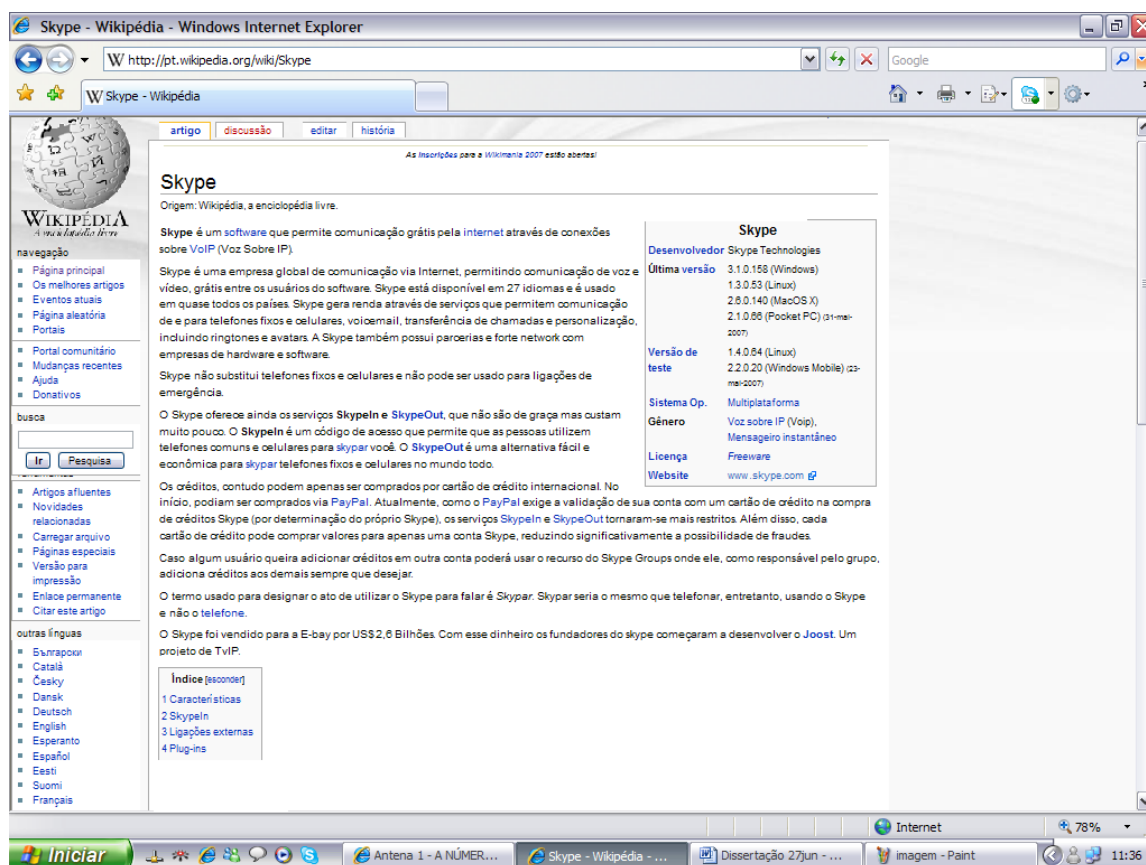 Skype - Wikipédia - Windows Internet Explorer
W http://pt.wikipedia.org/wiki/Skype
Google
W Skype - Wikipédia
artigo discussão editar história
As Inscrições para a Wikimania 2007 estão abertas!
Skype
Origem: Wikipédia, a enciclopédia livre.
WIKIPÉDIA
A enciclopédia livre
navegação
Página principal
Os melhores artigos
Eventos atuais
Página aleatória
Portais
Portal comunitário
Mudanças recentes
Ajuda
Donativos
busca
Ir Pesquisa
Artigos afluentes
Novidades
relacionadas
Carregar arquivo
Páginas especiais
Versão para
impressão
Enlace permanente
Citar este artigo
outras línguas
Български
Català
Česky
Dansk
Deutsch
English
Esperanto
Español
Eesti
Suomi
Français
Skype é um software que permite comunicação grátis pela internet através de conexões
sobre VoIP (Voz Sobre IP).
Skype é uma empresa global de comunicação via Internet, permitindo comunicação de voz e
vídeo, grátis entre os usuários do software. Skype está disponível em 27 idiomas e é usado
em quase todos os países. Skype gera renda através de serviços que permitem comunicação
de e para telefones fixos e celulares, voicemail, transferência de chamadas e personalização,
incluindo ringtones e avatars. A Skype também possui parcerias e forte network com
empresas de hardware e software.
Skype não substitui telefones fixos e celulares e não pode ser usado para ligações de
emergência.
O Skype oferece ainda os serviços SkypeIn e SkypeOut, que não são de graça mas custam
muito pouco. O SkypeIn é um código de acesso que permite que as pessoas utilizem
telefones comuns e celulares para skypar você. O SkypeOut é uma alternativa fácil e
econômica para skypar telefones fixos e celulares no mundo todo.
Os créditos, contudo podem apenas ser comprados por cartão de crédito internacional. No
início, podiam ser comprados via PayPal. Atualmente, como o PayPal exige a validação de sua conta com um cartão de crédito na compra
de créditos Skype (por determinação do próprio Skype), os serviços SkypeIn e SkypeOut tornaram-se mais restritos. Além disso, cada
cartão de crédito pode comprar valores para apenas uma conta Skype, reduzindo significativamente a possibilidade de fraudes.
Caso algum usuário queira adicionar créditos em outra conta poderá usar o recurso do Skype Groups onde ele, como responsável pelo grupo,
adiciona créditos aos demais sempre que desejar.
O termo usado para designar o ato de utilizar o Skype para falar é Skypar. Skypar seria o mesmo que telefonar, entretanto, usando o Skype
e não o telefone.
O Skype foi vendido para a E-bay por US$2,6 Bilhões. Com esse dinheiro os fundadores do skype começaram a desenvolver o Joost. Um
projeto de TvIP.
Skype
Desenvolvedor Skype Technologies
Última versão 3.1.0.158 (Windows)
1.3.0.53 (Linux)
2.6.0.140 (MacOS X)
2.1.0.66 (Pocket PC) (31-mai-
2007)
Versão de 1.4.0.64 (Linux)
teste 2.2.0.20 (Windows Mobile) (23-
mai-2007)
Sistema Op. Multiplataforma
Gênero Voz sobre IP (Voip),
Mensageiro instantâneo
Licença Freeware
Website www.skype.com
Índice [esconder]
1 Características
2 SkypeIn
3 Ligações externas
4 Plug-ins
Internet 78%
Iniciar Antena 1 - A NÚMER... Skype - Wikipédia - ... Dissertação 27jun - ... imagem - Paint 11:39